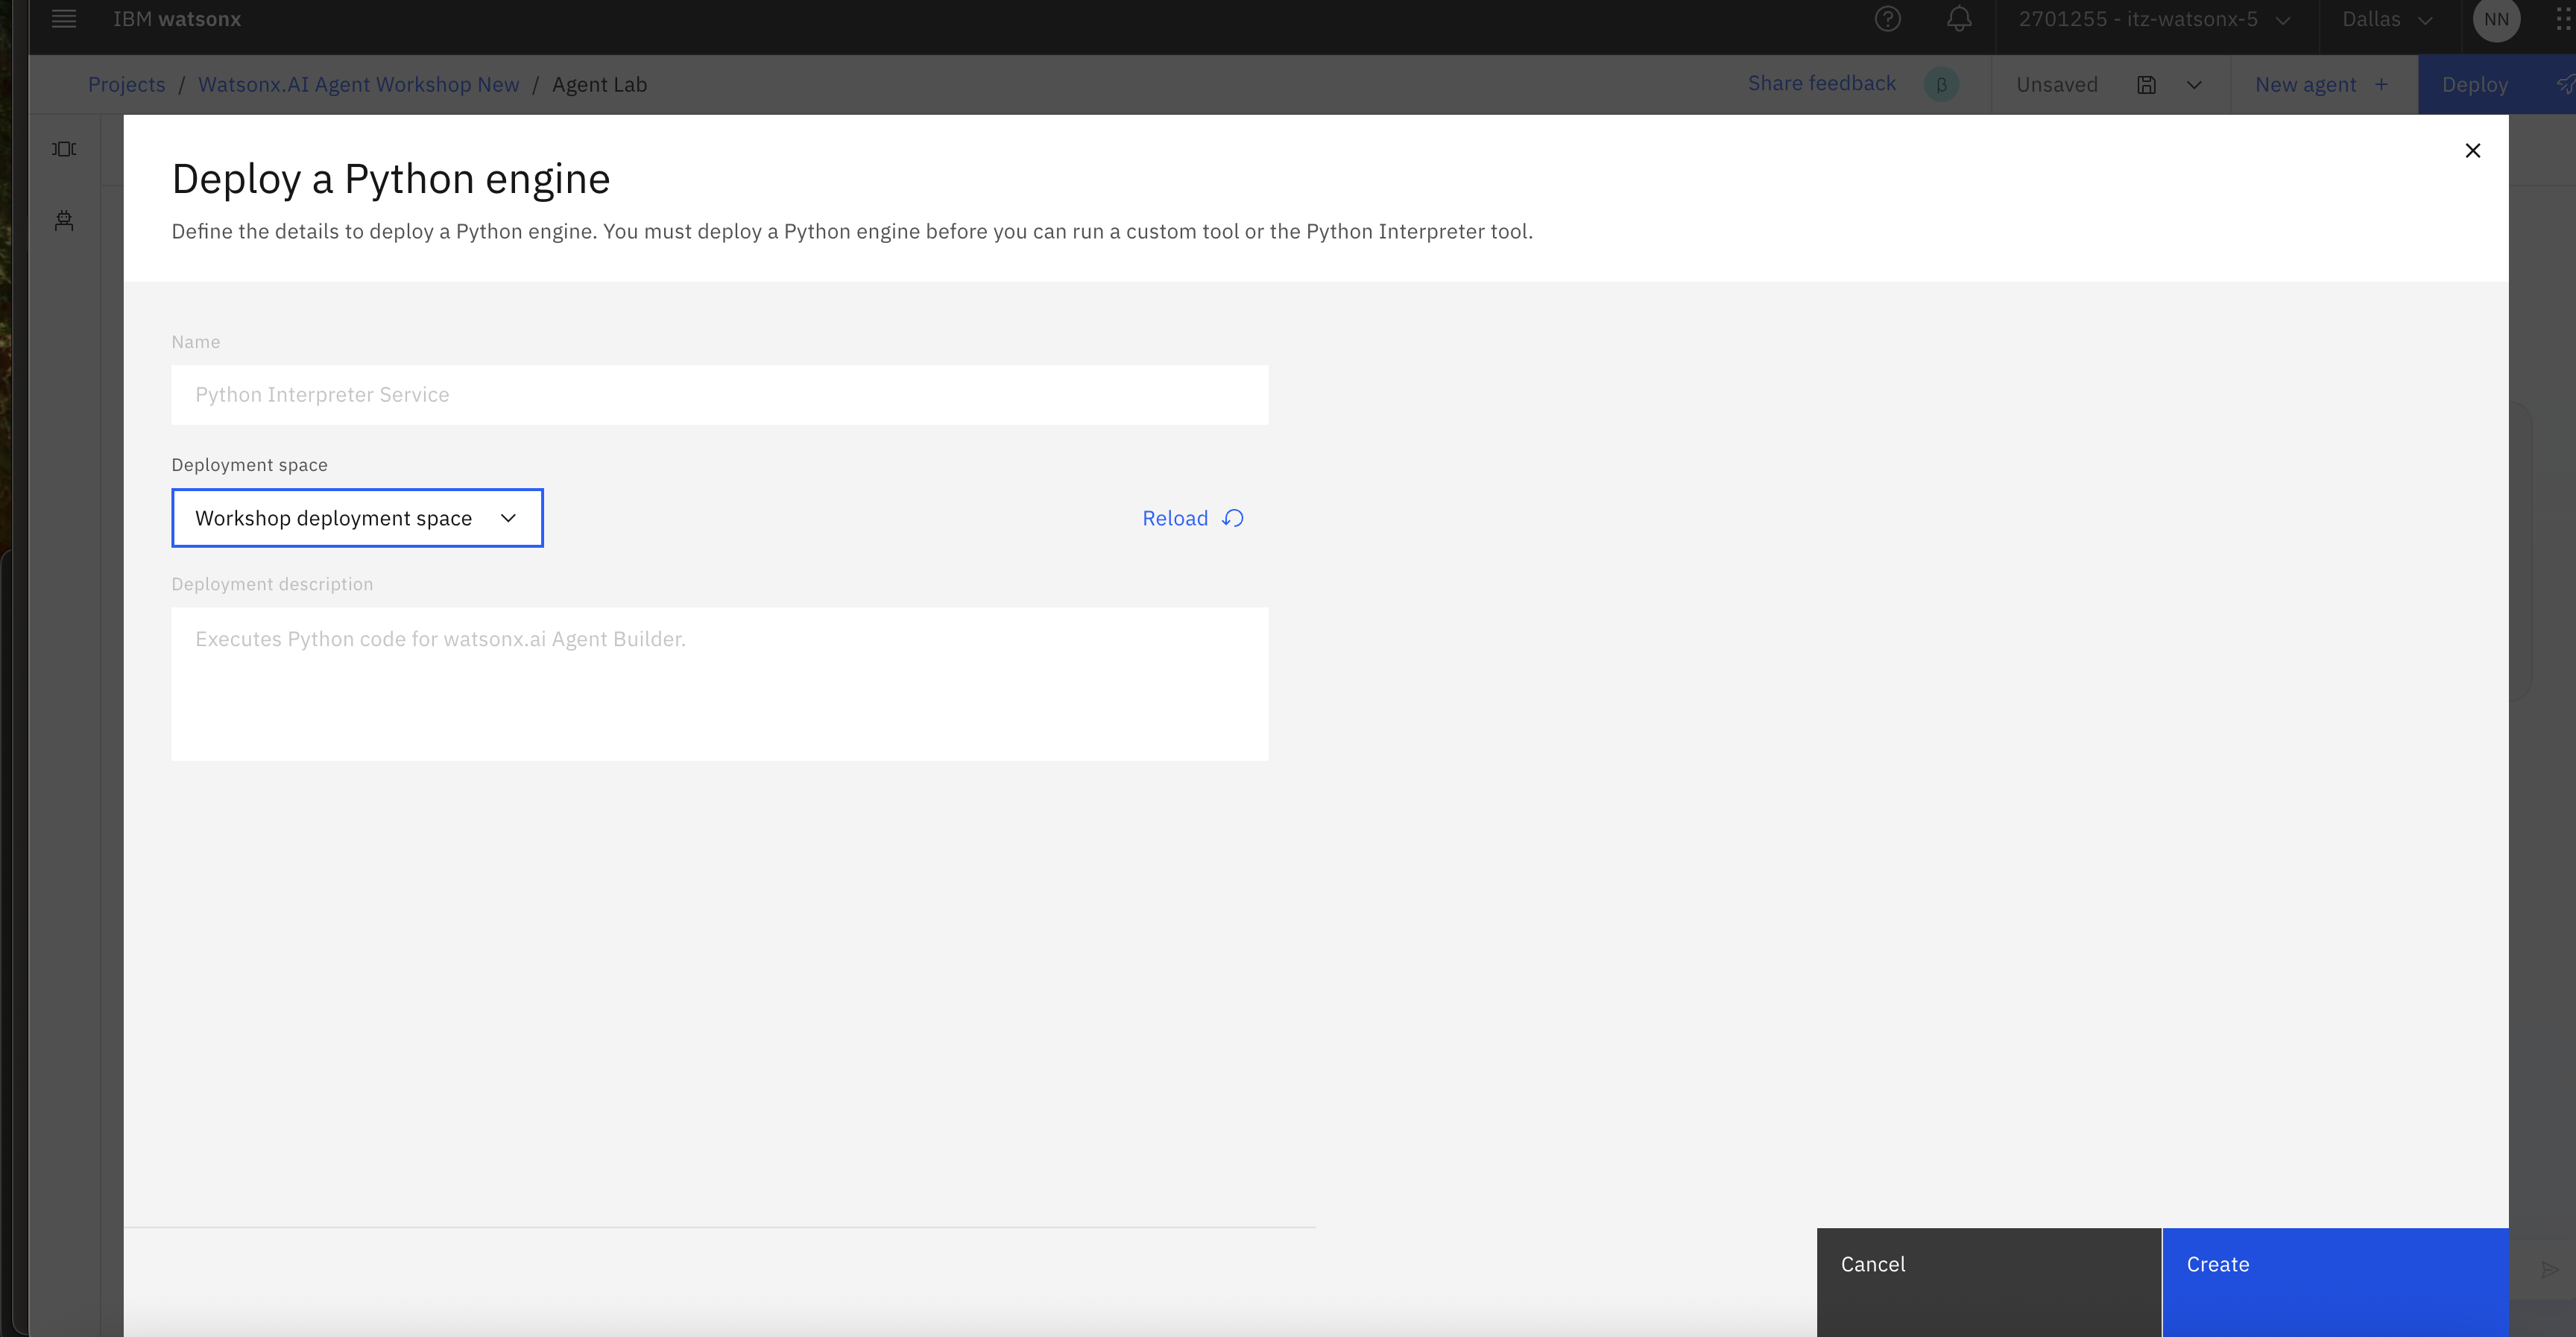 IBM watsonx
2701255 - itz-watsonx-5
Dallas
NN
Projects / Watsonx.AI Agent Workshop New / Agent Lab
Share feedback
β
Unsaved
New agent +
Deploy
Deploy a Python engine
Define the details to deploy a Python engine. You must deploy a Python engine before you can run a custom tool or the Python Interpreter tool.
Name
Python Interpreter Service
Deployment space
Workshop deployment space
Reload
Deployment description
Executes Python code for watsonx.ai Agent Builder.
Cancel
Create